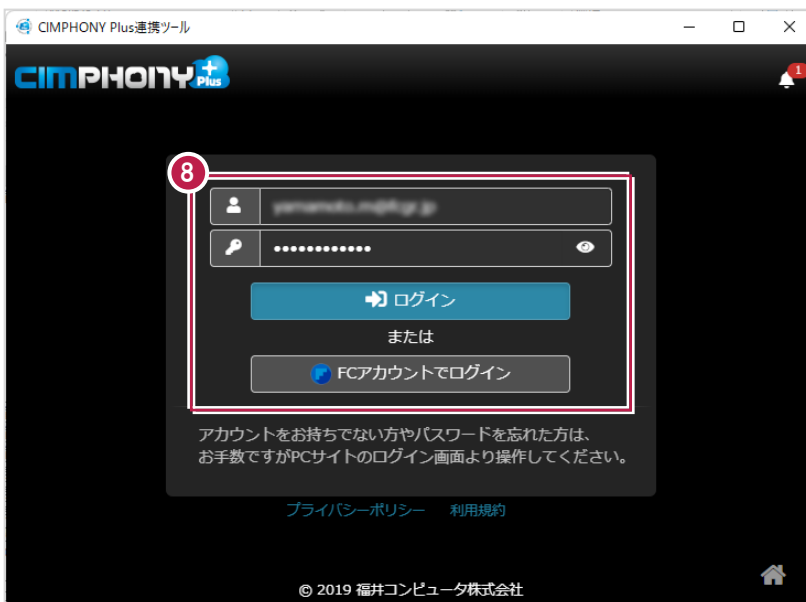 CIMPHONY Plus連携ツール
CIMPHONY Plus
1
8
••••••••••••
ログイン
または
FCアカウントでログイン
アカウントをお持ちでない方やパスワードを忘れた方は、
お手数ですがPCサイトのログイン画面より操作してください。
プライバシーポリシー 利用規約
© 2019 福井コンピュータ株式会社